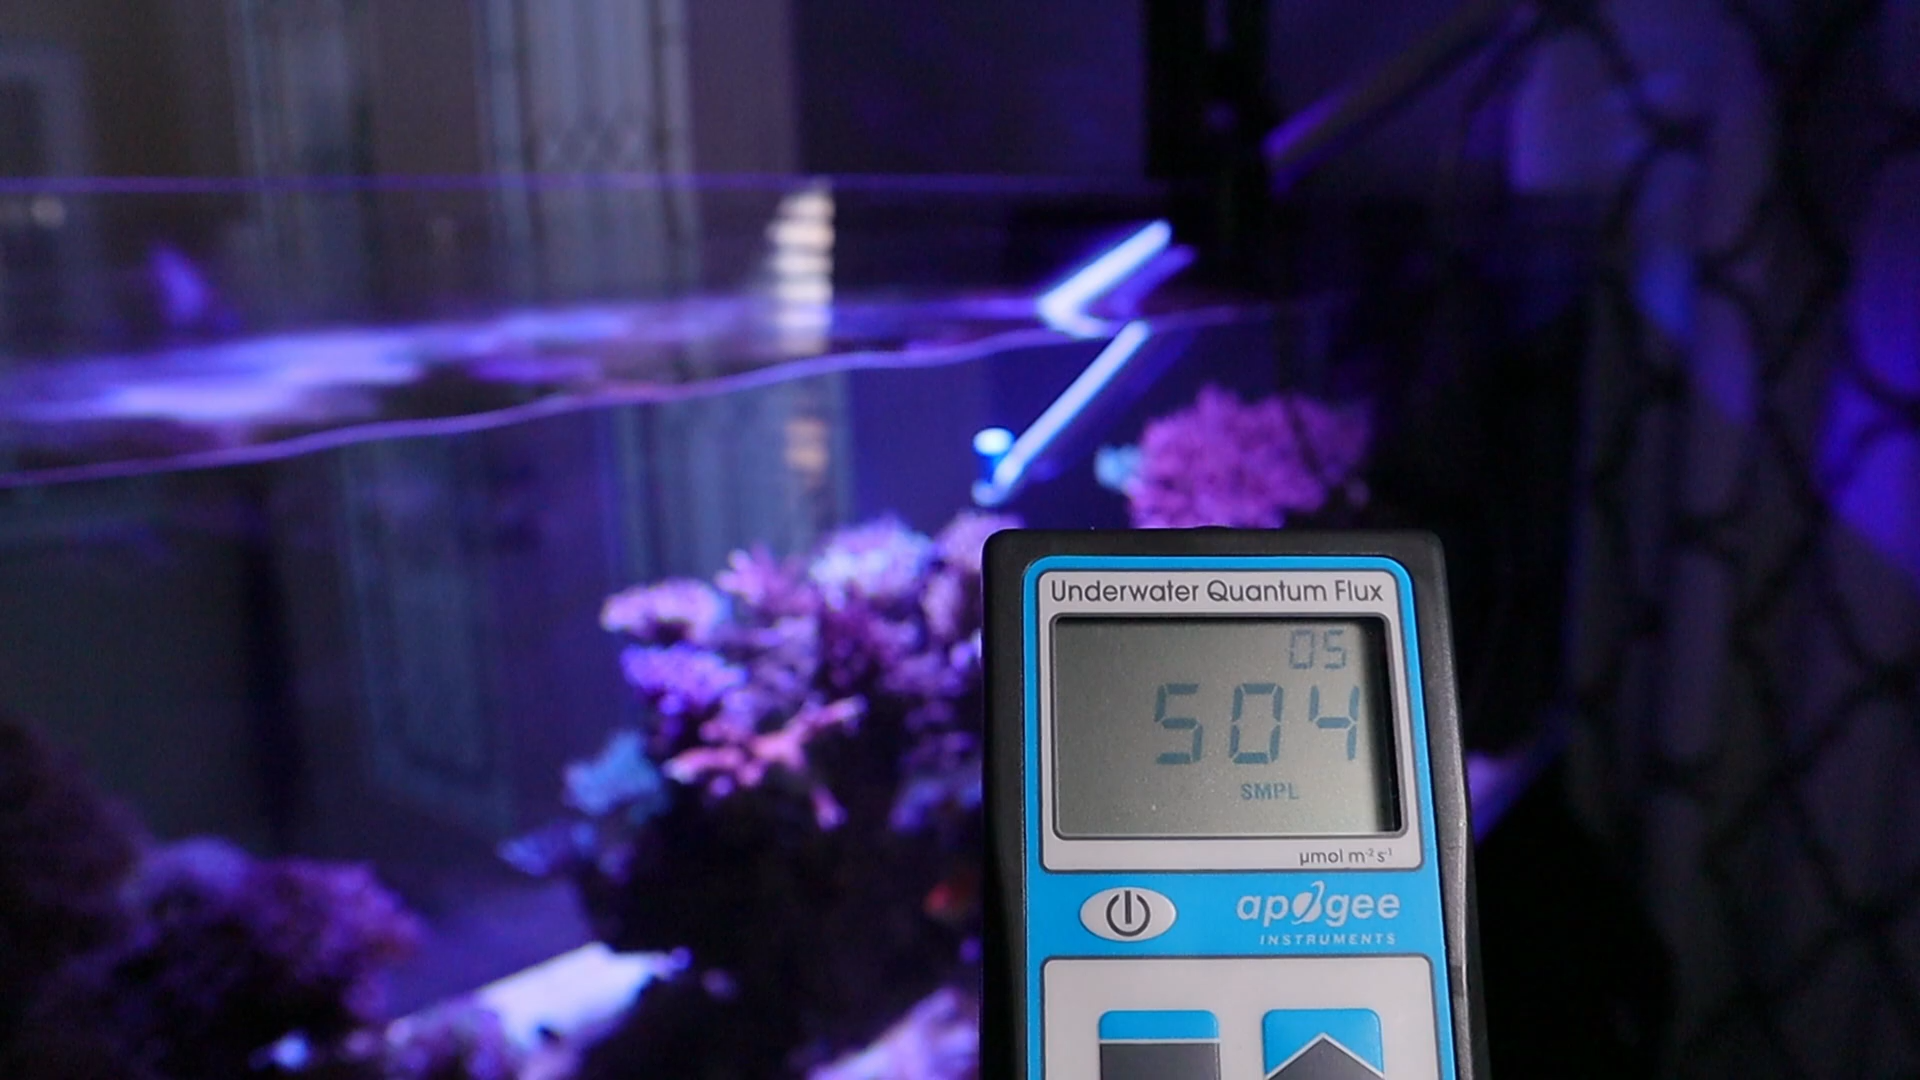 Underwater Quantum Flux
05
504
SMPL
µmol m⁻² s⁻¹
apogee
INSTRUMENTS